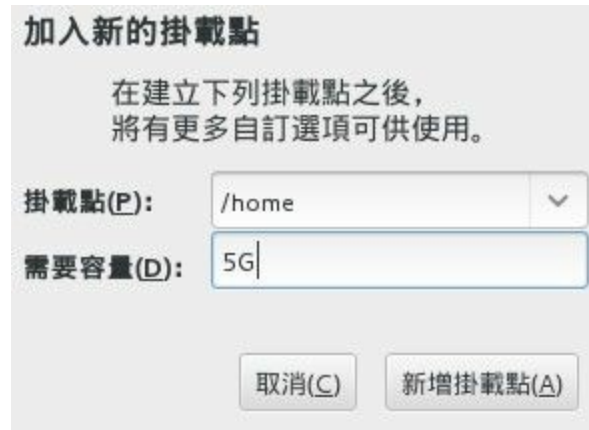 加入新的掛載點
在建立下列掛載點之後，
將有更多自訂選項可供使用。
掛載點(P)： /home
需要容量(D)： 5G
取消(C) 新增掛載點(A)